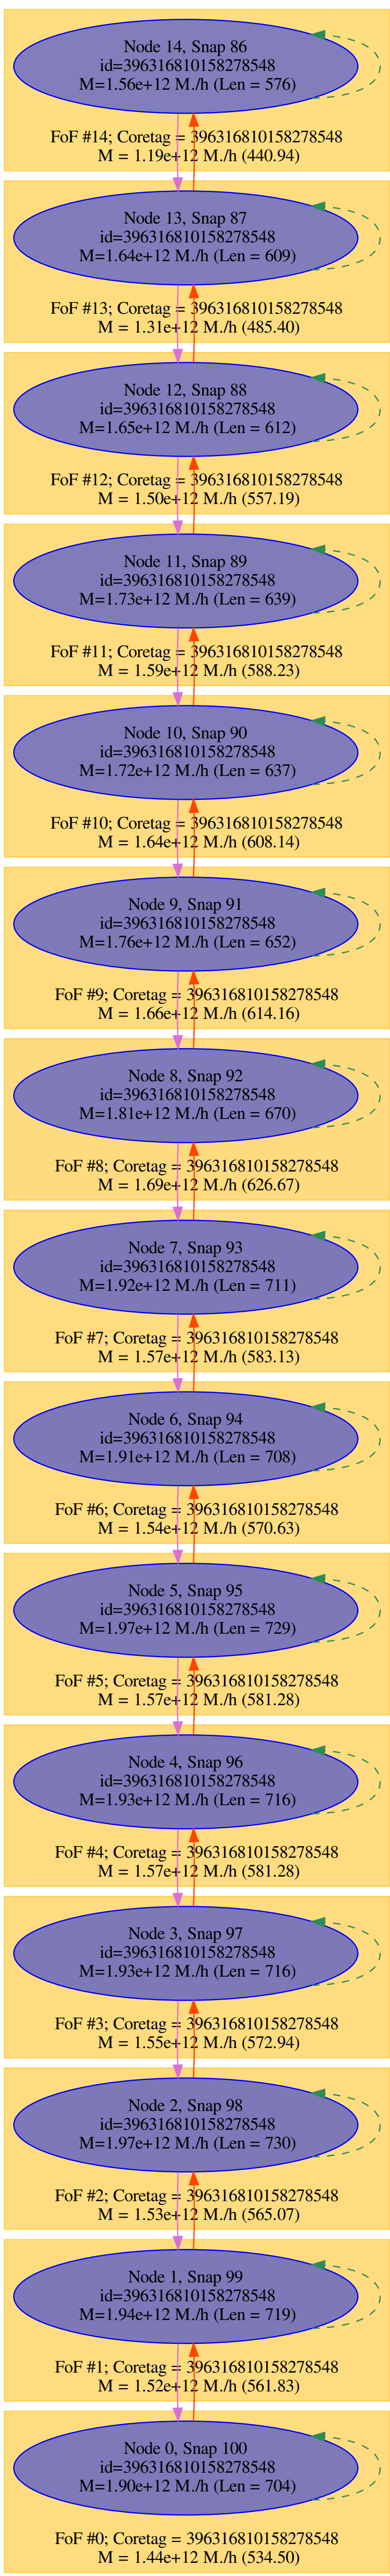 Node 14, Snap 86
id=396316810158278548
M=1.56e+12 M./h (Len = 576)
FoF #14; Coretag = 396316810158278548
M = 1.19e+12 M./h (440.94)
Node 13, Snap 87
id=396316810158278548
M=1.64e+12 M./h (Len = 609)
FoF #13; Coretag = 396316810158278548
M = 1.31e+12 M./h (485.40)
Node 12, Snap 88
id=396316810158278548
M=1.65e+12 M./h (Len = 612)
FoF #12; Coretag = 396316810158278548
M = 1.50e+12 M./h (557.19)
Node 11, Snap 89
id=396316810158278548
M=1.73e+12 M./h (Len = 639)
FoF #11; Coretag = 396316810158278548
M = 1.59e+12 M./h (588.23)
Node 10, Snap 90
id=396316810158278548
M=1.72e+12 M./h (Len = 637)
FoF #10; Coretag = 396316810158278548
M = 1.64e+12 M./h (608.14)
Node 9, Snap 91
id=396316810158278548
M=1.76e+12 M./h (Len = 652)
FoF #9; Coretag = 396316810158278548
M = 1.66e+12 M./h (614.16)
Node 8, Snap 92
id=396316810158278548
M=1.81e+12 M./h (Len = 670)
FoF #8; Coretag = 396316810158278548
M = 1.69e+12 M./h (626.67)
Node 7, Snap 93
id=396316810158278548
M=1.92e+12 M./h (Len = 711)
FoF #7; Coretag = 396316810158278548
M = 1.57e+12 M./h (583.13)
Node 6, Snap 94
id=396316810158278548
M=1.91e+12 M./h (Len = 708)
FoF #6; Coretag = 396316810158278548
M = 1.54e+12 M./h (570.63)
Node 5, Snap 95
id=396316810158278548
M=1.97e+12 M./h (Len = 729)
FoF #5; Coretag = 396316810158278548
M = 1.57e+12 M./h (581.28)
Node 4, Snap 96
id=396316810158278548
M=1.93e+12 M./h (Len = 716)
FoF #4; Coretag = 396316810158278548
M = 1.57e+12 M./h (581.28)
Node 3, Snap 97
id=396316810158278548
M=1.93e+12 M./h (Len = 716)
FoF #3; Coretag = 396316810158278548
M = 1.55e+12 M./h (572.94)
Node 2, Snap 98
id=396316810158278548
M=1.97e+12 M./h (Len = 730)
FoF #2; Coretag = 396316810158278548
M = 1.53e+12 M./h (565.07)
Node 1, Snap 99
id=396316810158278548
M=1.94e+12 M./h (Len = 719)
FoF #1; Coretag = 396316810158278548
M = 1.52e+12 M./h (561.83)
Node 0, Snap 100
id=396316810158278548
M=1.90e+12 M./h (Len = 704)
FoF #0; Coretag = 396316810158278548
M = 1.44e+12 M./h (534.50)